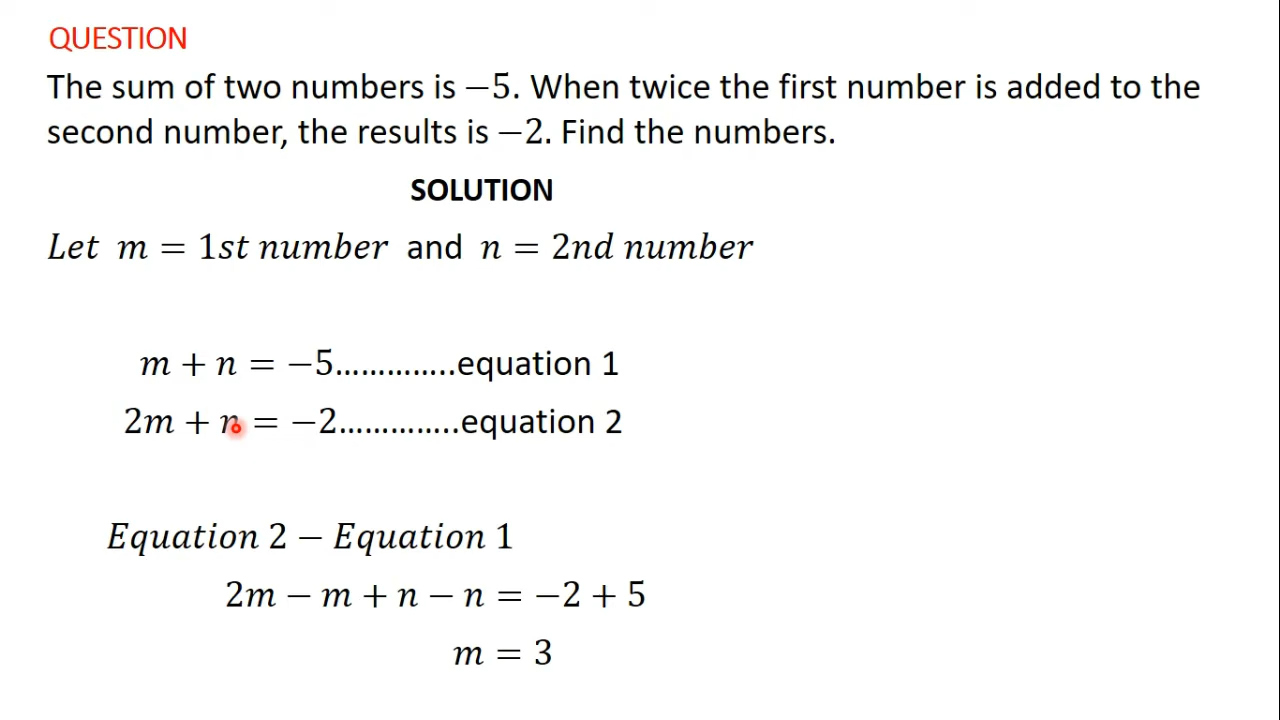 QUESTION
The sum of two numbers is −5. When twice the first number is added to the
second number, the results is −2. Find the numbers.
SOLUTION
Let m = 1st number and n = 2nd number
m + n = −5..............equation 1
2m + n = −2..............equation 2
Equation 2 − Equation 1
2m − m + n − n = −2 + 5
m = 3